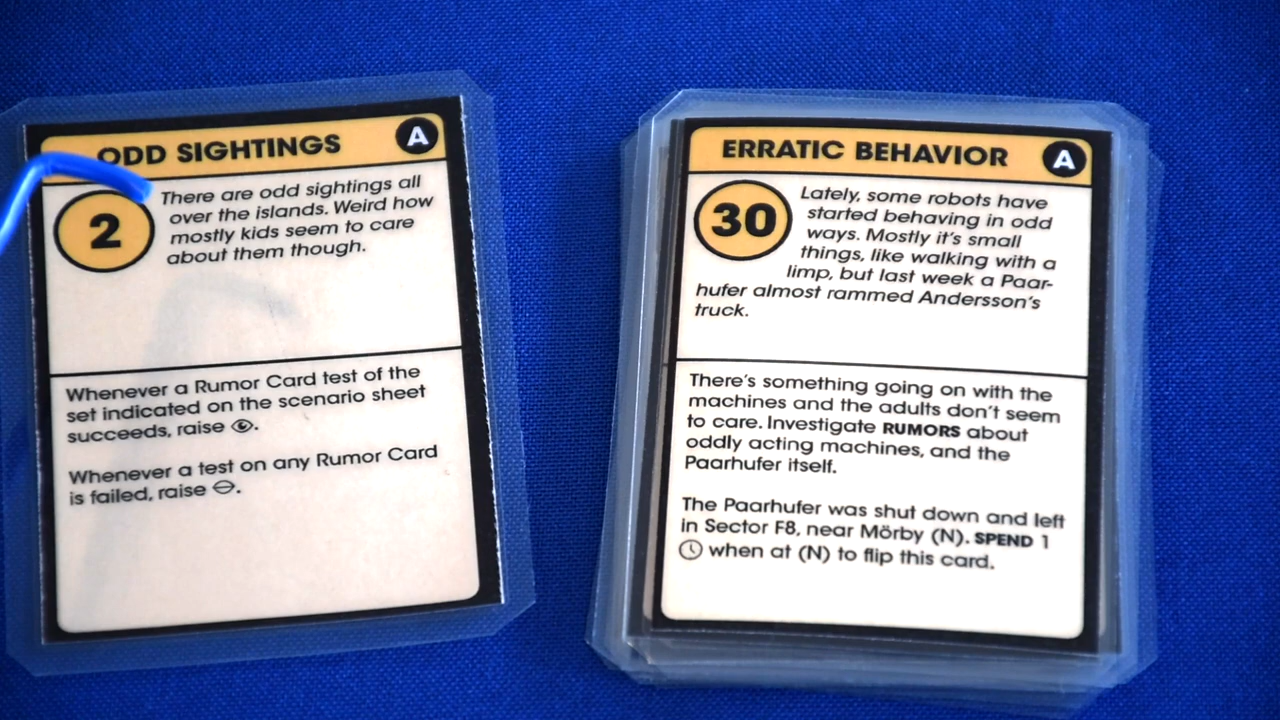 ODD SIGHTINGS
A
2
There are odd sightings all
over the islands. Weird how
mostly kids seem to care
about them though.
Whenever a Rumor Card test of the
set indicated on the scenario sheet
succeeds, raise .
Whenever a test on any Rumor Card
is failed, raise .
ERRATIC BEHAVIOR
A
30
Lately, some robots have
started behaving in odd
ways. Mostly it's small
things, like walking with a
limp, but last week a Paar-
hufer almost rammed Andersson's
truck.
There's something going on with the
machines and the adults don't seem
to care. Investigate RUMORS about
oddly acting machines, and the
Paarhufer itself.
The Paarhufer was shut down and left
in Sector F8, near Mörby (N). SPEND 1
when at (N) to flip this card.